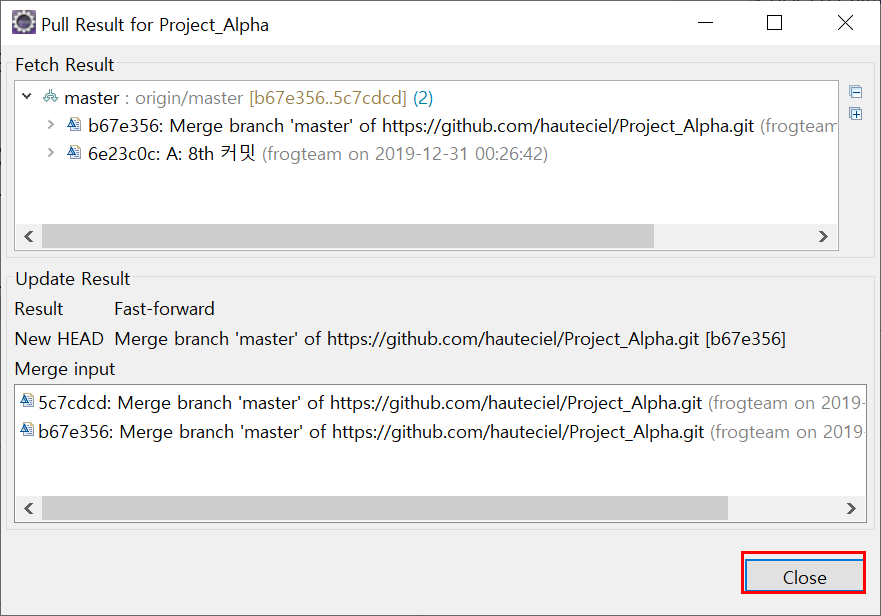 Pull Result for Project_Alpha
Fetch Result
master : origin/master [b67e356..5c7cdcd] (2)
b67e356: Merge branch 'master' of https://github.com/hauteciel/Project_Alpha.git (frogteam
6e23c0c: A: 8th 커밋 (frogteam on 2019-12-31 00:26:42)
Update Result
Result Fast-forward
New HEAD Merge branch 'master' of https://github.com/hauteciel/Project_Alpha.git [b67e356]
Merge input
5c7cdcd: Merge branch 'master' of https://github.com/hauteciel/Project_Alpha.git (frogteam on 2019-
b67e356: Merge branch 'master' of https://github.com/hauteciel/Project_Alpha.git (frogteam on 2019-
Close